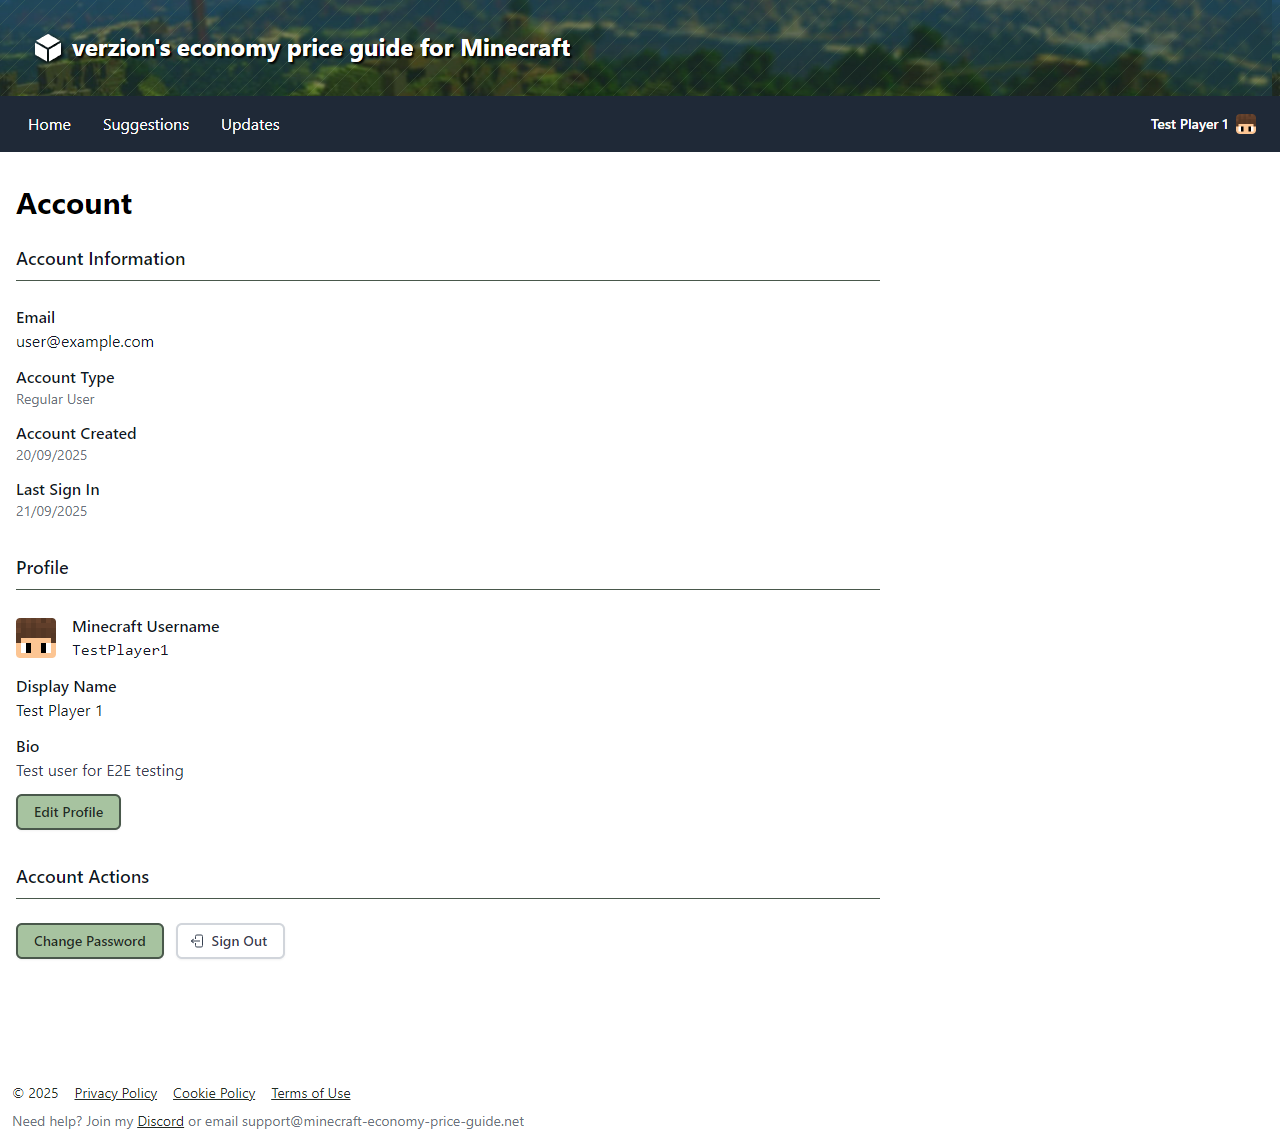 verzion's economy price guide for Minecraft
Home Suggestions Updates Test Player 1
Account
Account Information
Email
user@example.com
Account Type
Regular User
Account Created
20/09/2025
Last Sign In
21/09/2025
Profile
Minecraft Username
TestPlayer1
Display Name
Test Player 1
Bio
Test user for E2E testing
Edit Profile
Account Actions
Change Password Sign Out
© 2025 Privacy Policy Cookie Policy Terms of Use
Need help? Join my Discord or email support@minecraft-economy-price-guide.net